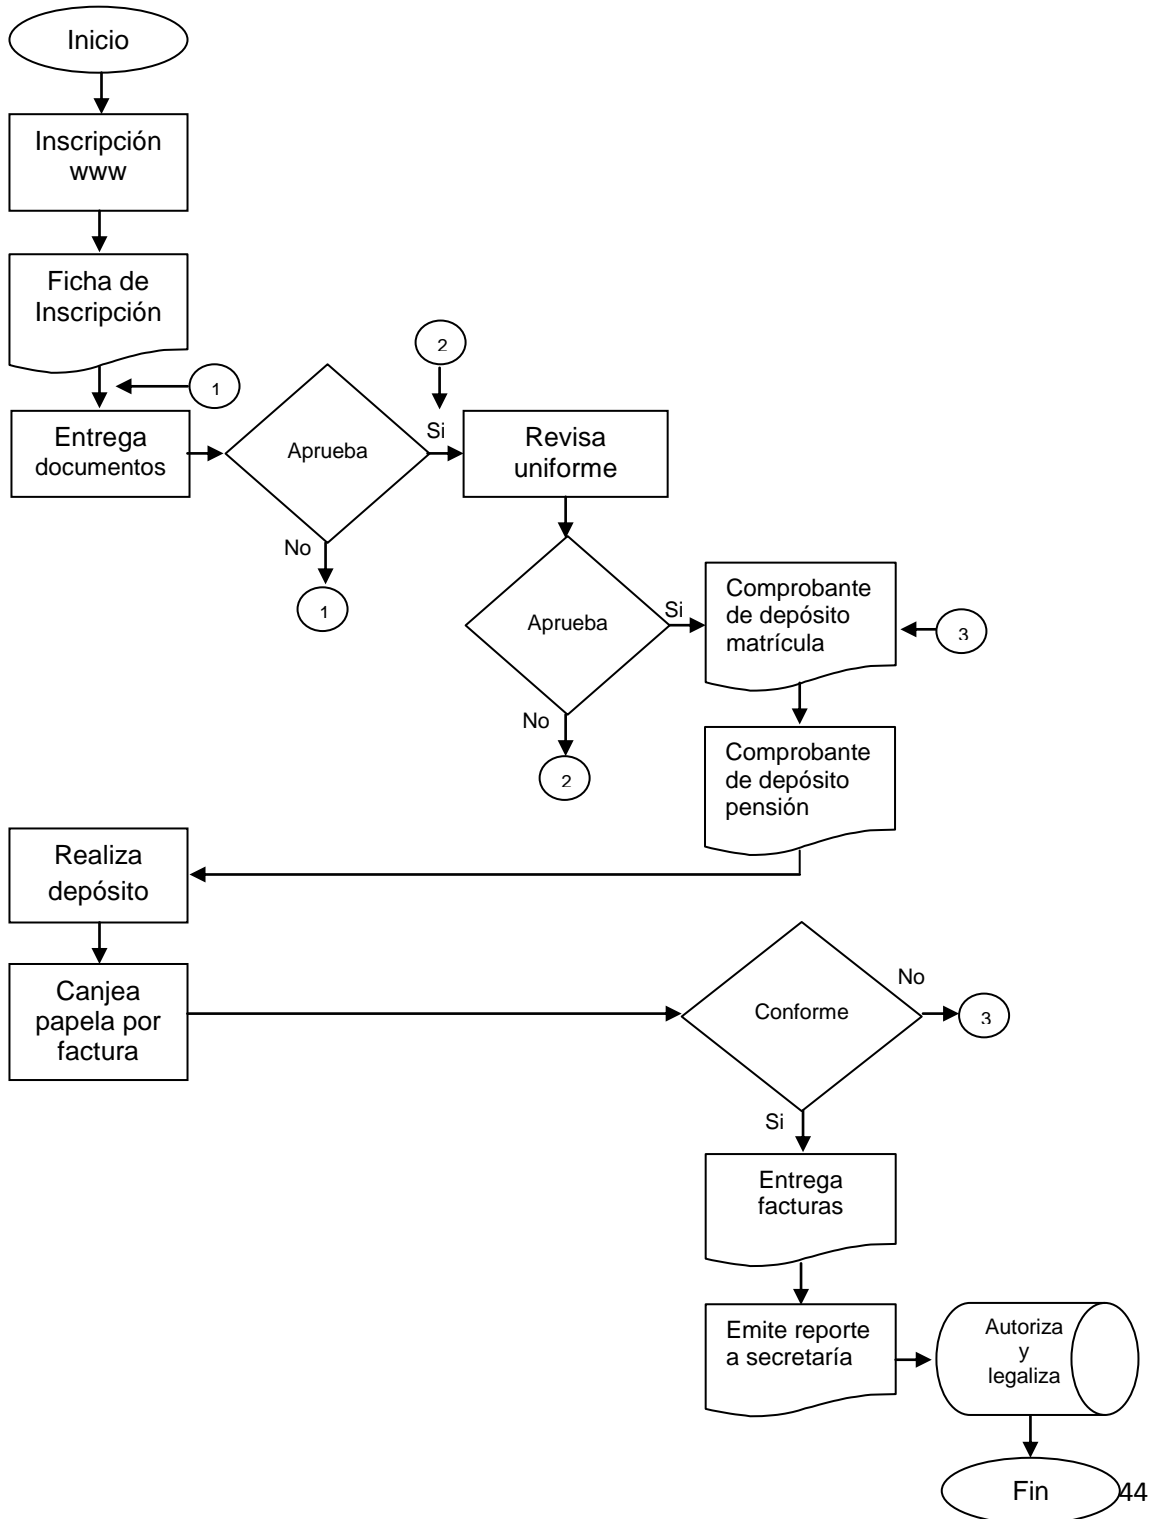 Inicio
Inscripción
www
Ficha de
Inscripción
1
2
Entrega
documentos
Aprueba
Si
Revisa
uniforme
No
1
Aprueba
Si
Comprobante
de depósito
matrícula
3
No
2
Comprobante
de depósito
pensión
Realiza
depósito
Canjea
papela por
factura
Conforme
No
3
Si
Entrega
facturas
Emite reporte
a secretaría
Autoriza
y
legaliza
Fin
44